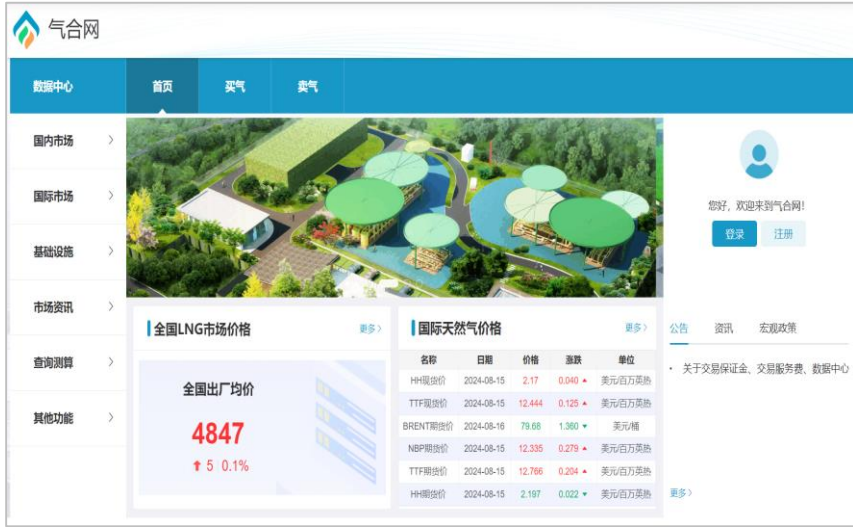 气合网
数据中心 首页 买气 卖气
国内市场
国际市场
基础设施
市场资讯
查询测算
其他功能
您好，欢迎来到气合网!
登录 注册
全国LNG市场价格 更多
全国出厂均价
4847
5 0.1%
国际天然气价格 更多
名称 日期 价格 涨跌 单位
HH现货价 2024-08-15 2.17 0.040 美元/百万英热
TTF现货价 2024-08-15 12.444 0.125 美元/百万英热
BRENT期货价 2024-08-16 79.68 1.360 美元/桶
NBP期货价 2024-08-15 12.335 0.279 美元/百万英热
TTF期货价 2024-08-15 12.766 0.204 美元/百万英热
HH期货价 2024-08-15 2.197 0.022 美元/百万英热
公告 资讯 宏观政策
关于交易保证金、交易服务费、数据中心
更多